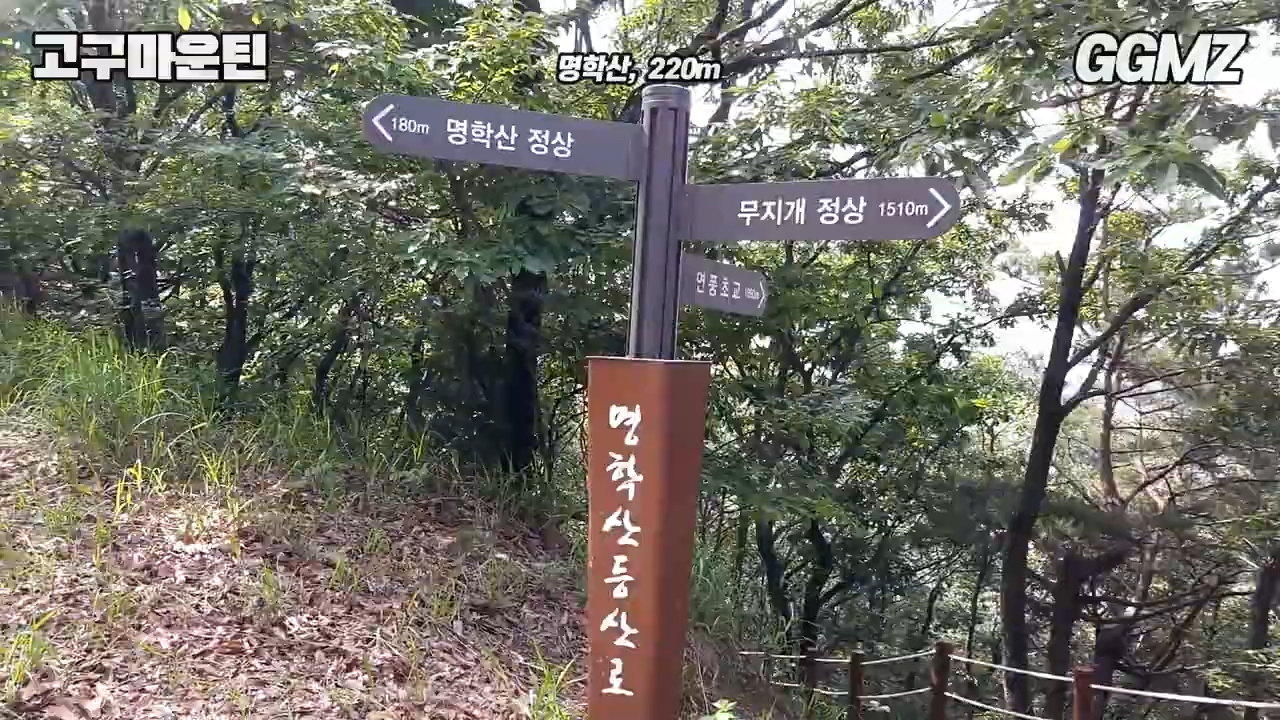 고구마운틴
명학산, 220m
GGMZ
180m 명학산 정상
무지개 정상 1510m
연풍초교
명학산등산로